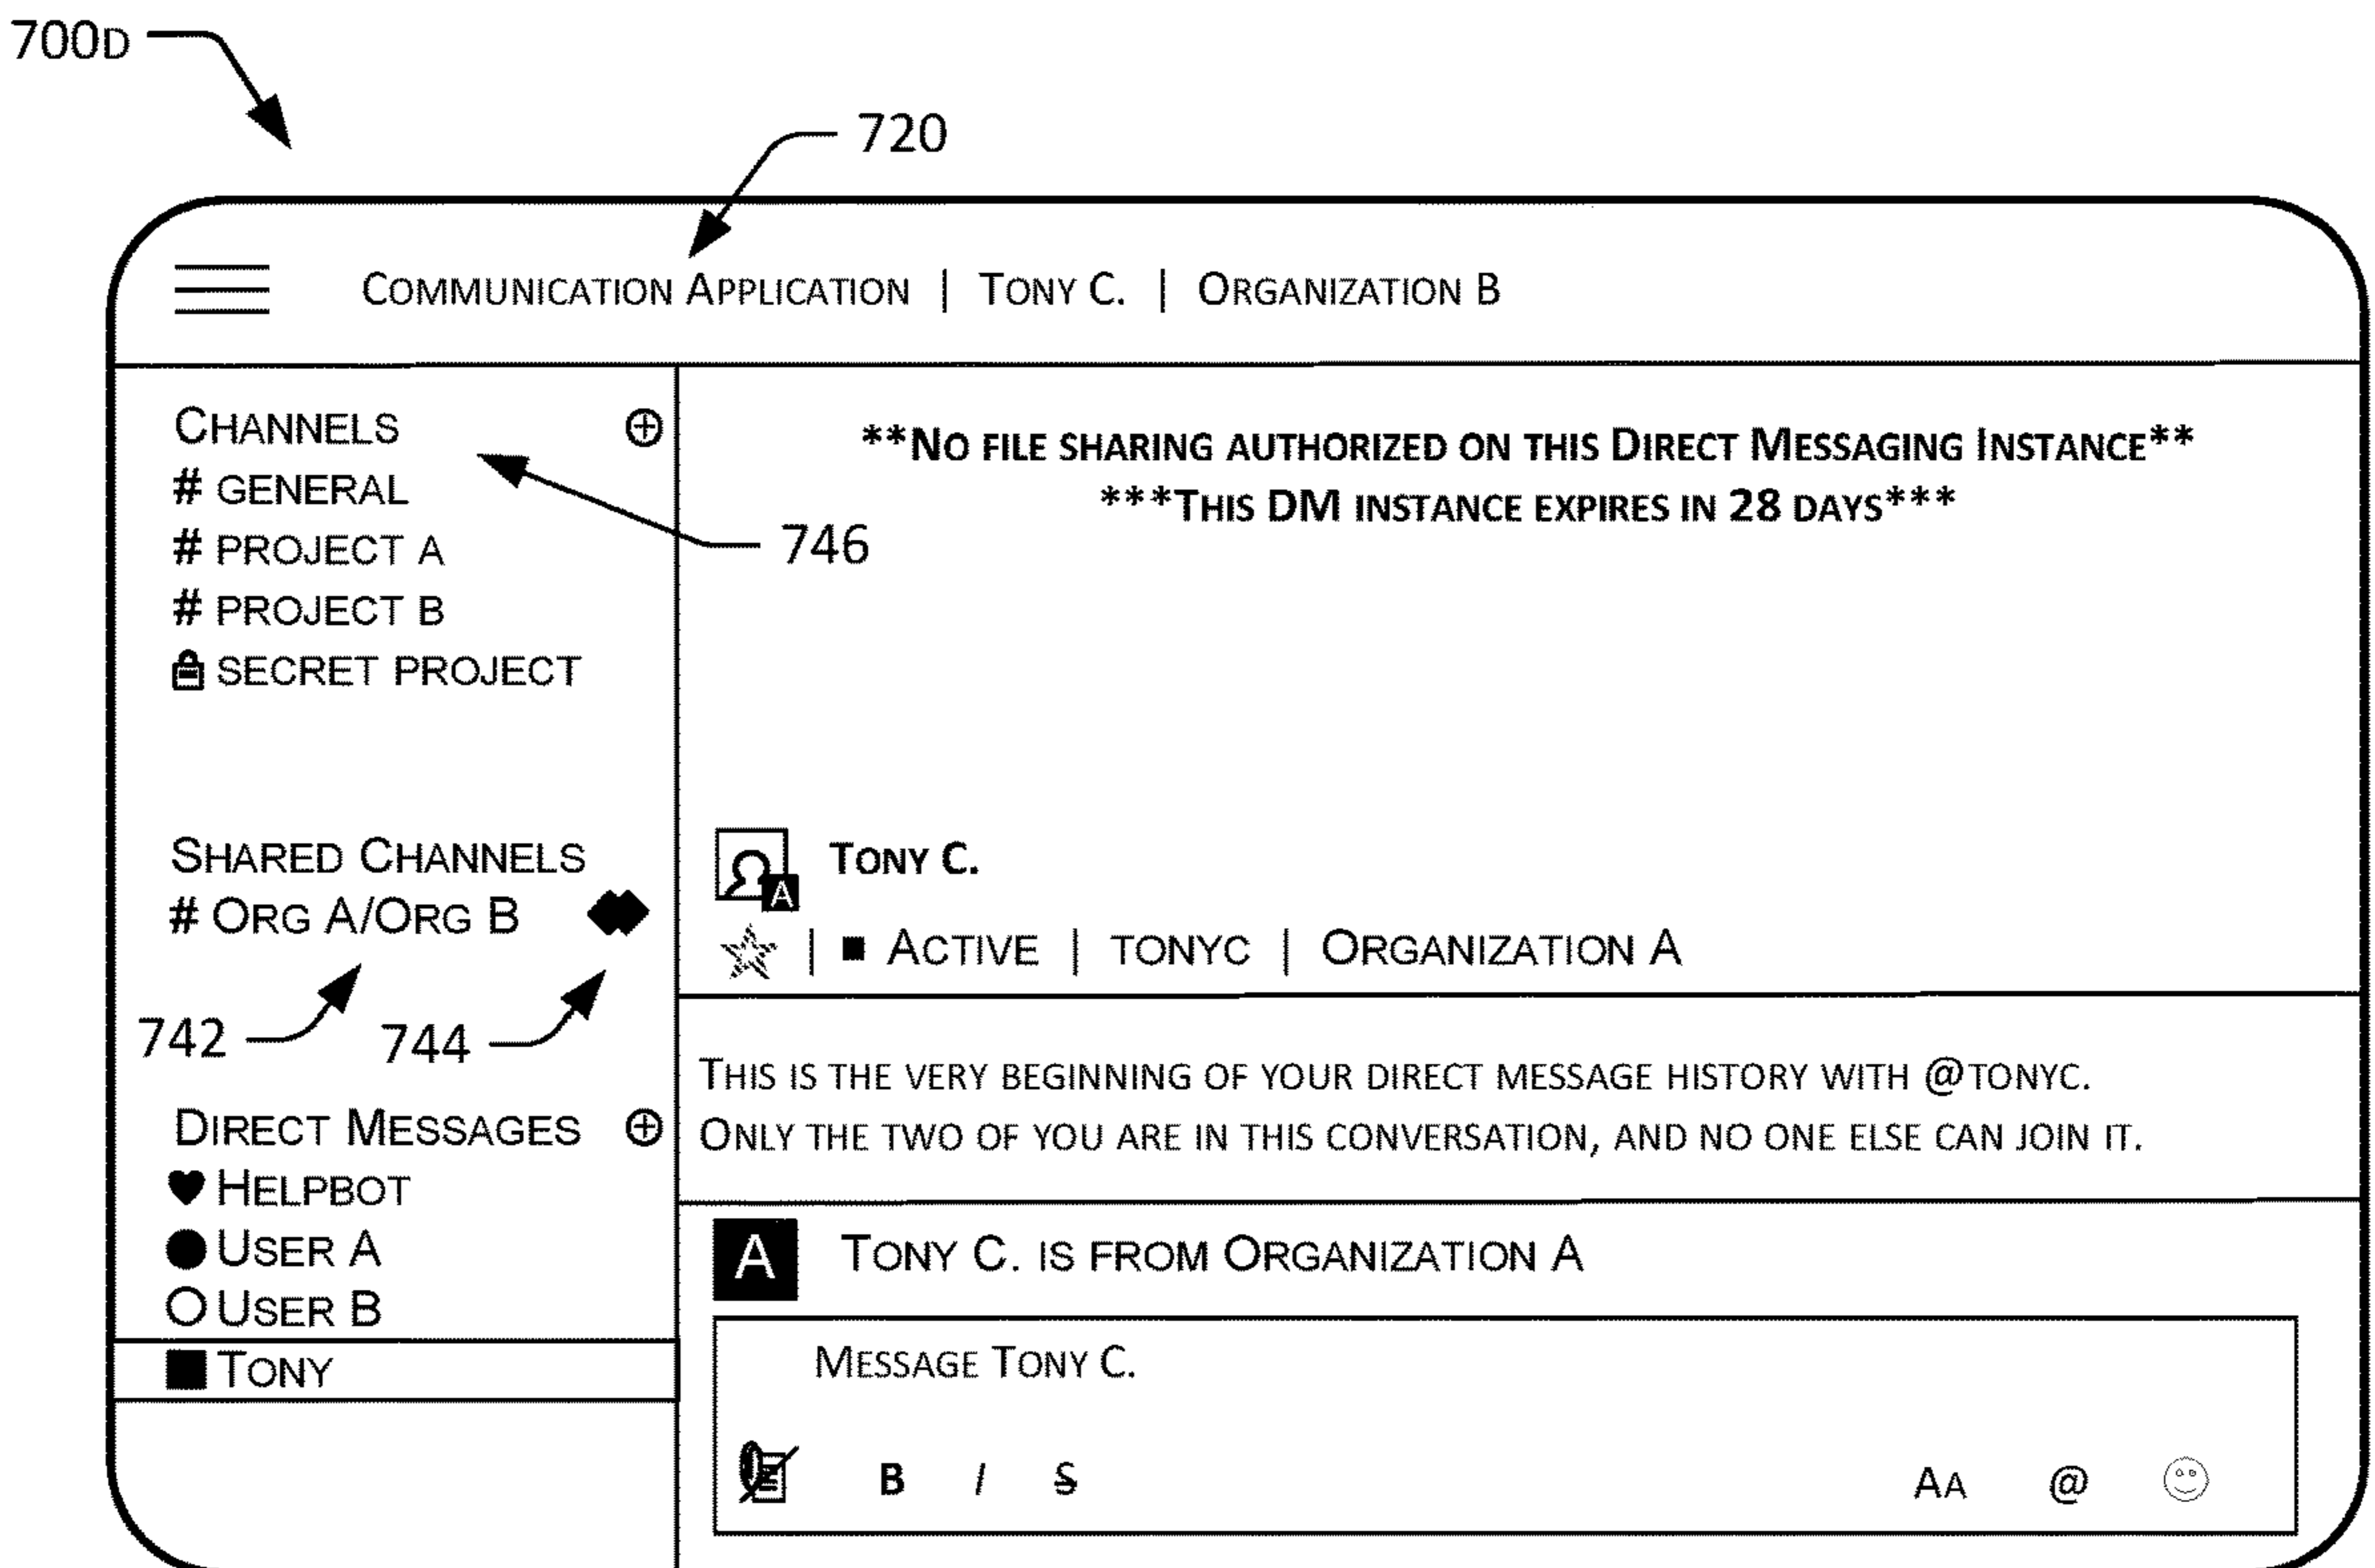 700D
720
COMMUNICATION APPLICATION | TONY C. | ORGANIZATION B
CHANNELS
# GENERAL
# PROJECT A
# PROJECT B
SECRET PROJECT
746
SHARED CHANNELS
# ORG A/ORG B
742
744
DIRECT MESSAGES
HELPBOT
USER A
USER B
TONY
**NO FILE SHARING AUTHORIZED ON THIS DIRECT MESSAGING INSTANCE**
***THIS DM INSTANCE EXPIRES IN 28 DAYS***
TONY C.
A
| ACTIVE | TONYC | ORGANIZATION A
THIS IS THE VERY BEGINNING OF YOUR DIRECT MESSAGE HISTORY WITH @TONYC.
ONLY THE TWO OF YOU ARE IN THIS CONVERSATION, AND NO ONE ELSE CAN JOIN IT.
A TONY C. IS FROM ORGANIZATION A
MESSAGE TONY C.
B I S AA @